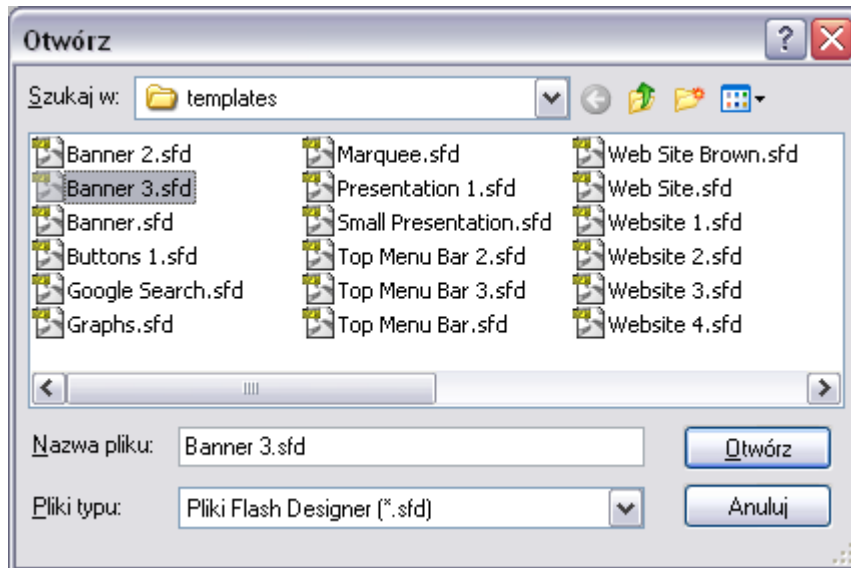 Otwórz
Szukaj w: templates
Banner 2.sfd
Banner 3.sfd
Banner.sfd
Buttons 1.sfd
Google Search.sfd
Graphs.sfd
Marquee.sfd
Presentation 1.sfd
Small Presentation.sfd
Top Menu Bar 2.sfd
Top Menu Bar 3.sfd
Top Menu Bar.sfd
Web Site Brown.sfd
Web Site.sfd
Website 1.sfd
Website 2.sfd
Website 3.sfd
Website 4.sfd
Nazwa pliku: Banner 3.sfd Otwórz
Pliki typu: Pliki Flash Designer (*.sfd) Anuluj